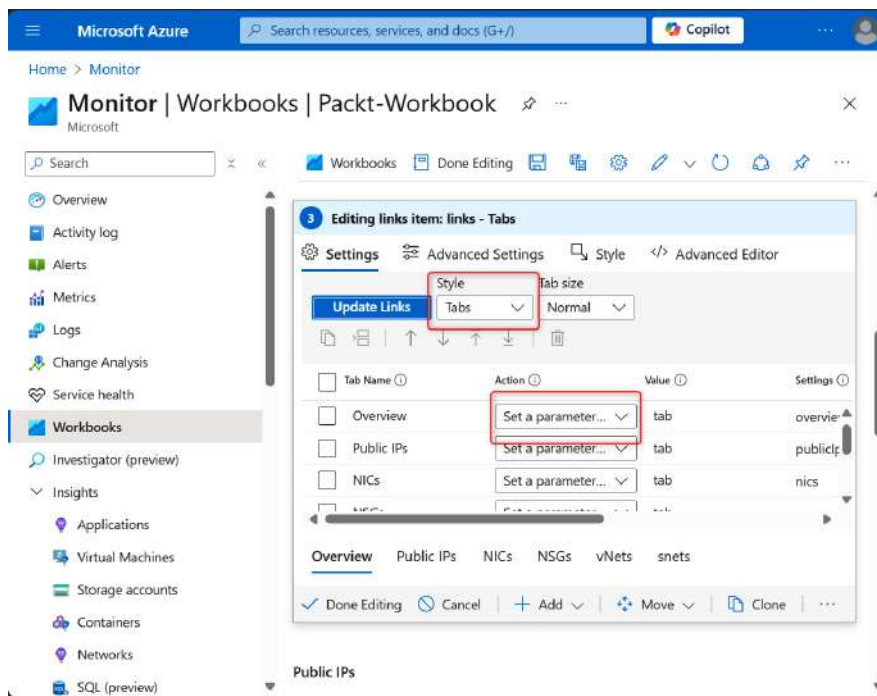 Microsoft Azure
Search resources, services, and docs (G+/)
Copilot
Home > Monitor
Monitor | Workbooks | Packt-Workbook
Microsoft
Search
Workbooks
Done Editing
Overview
Activity log
Alerts
Metrics
Logs
Change Analysis
Service health
Workbooks
Investigator (preview)
Insights
Applications
Virtual Machines
Storage accounts
Containers
Networks
SQL (preview)
3 Editing links item: links - Tabs
Settings Advanced Settings Style </> Advanced Editor
Style Tab size
Update Links Tabs Normal
Tab Name Action Value Settings
Overview Set a parameter... tab overvie
Public IPs Set a parameter... tab publicIp
NICs Set a parameter... tab nics
Overview Public IPs NICs NSGs vNets snets
Done Editing Cancel + Add Move Clone ...
Public IPs